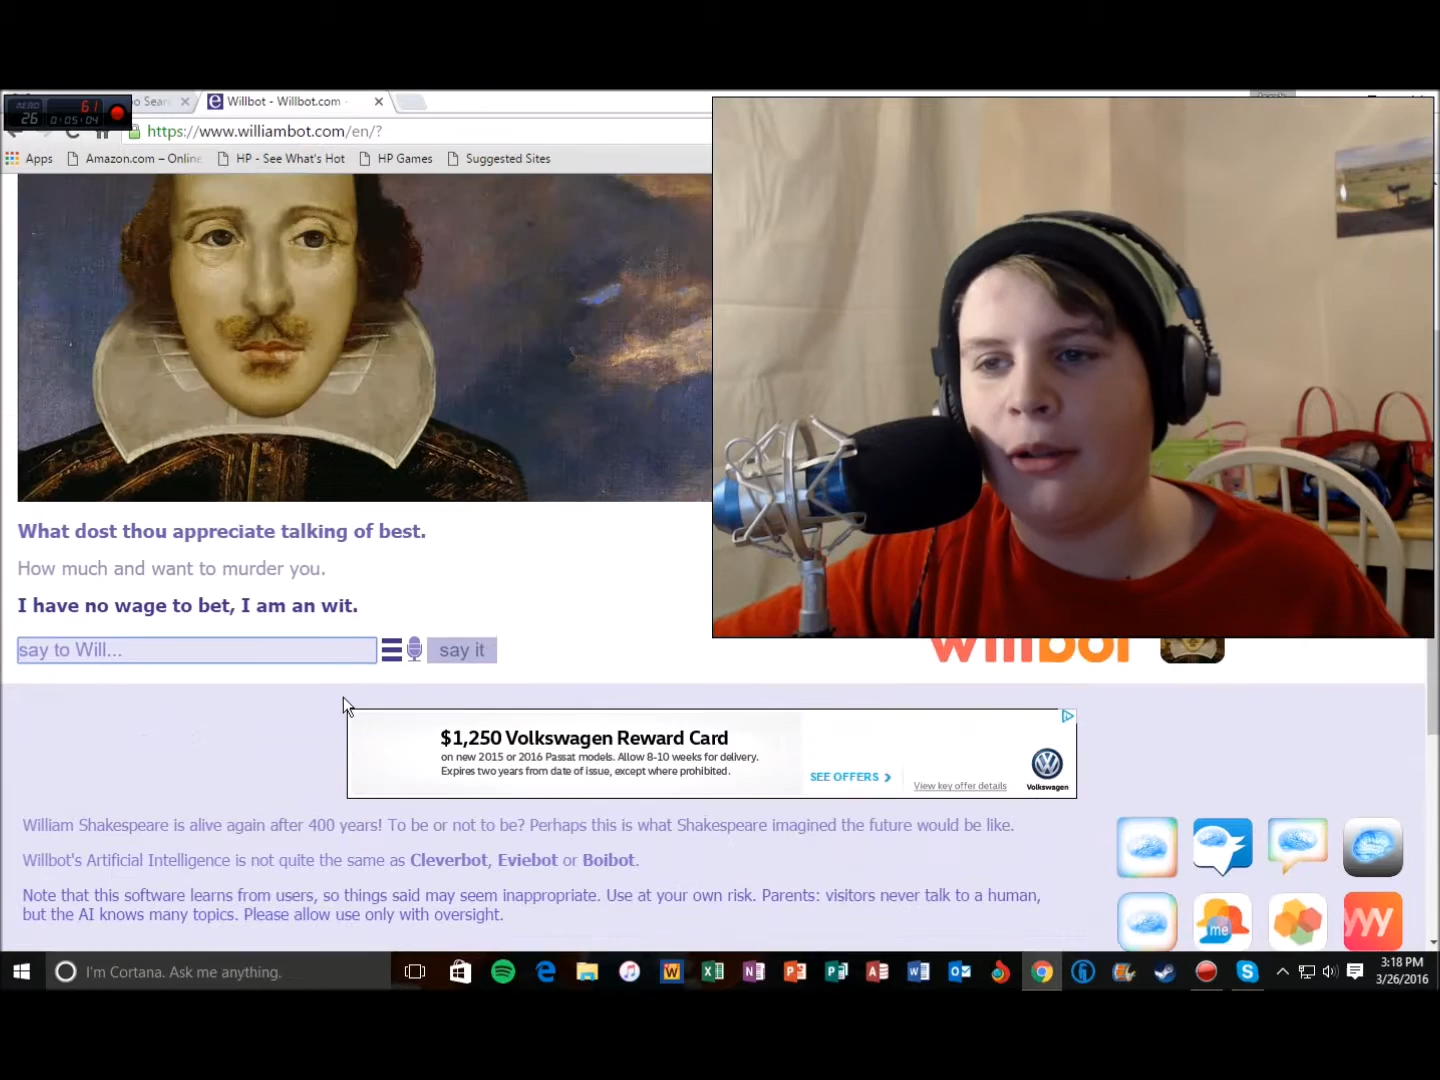 AERO
26
61
0:05:04
Willbot - Willbot.com
https://www.williambot.com/en/?
Apps
Amazon.com – Online
HP - See What's Hot
HP Games
Suggested Sites
What dost thou appreciate talking of best.
How much and want to murder you.
I have no wage to bet, I am an wit.
say to Will...
say it
willbot
$1,250 Volkswagen Reward Card
on new 2015 or 2016 Passat models. Allow 8-10 weeks for delivery.
Expires two years from date of issue, except where prohibited.
SEE OFFERS
View key offer details
Volkswagen
William Shakespeare is alive again after 400 years! To be or not to be? Perhaps this is what Shakespeare imagined the future would be like.
Willbot's Artificial Intelligence is not quite the same as Cleverbot, Eviebot or Boibot.
Note that this software learns from users, so things said may seem inappropriate. Use at your own risk. Parents: visitors never talk to a human,
but the AI knows many topics. Please allow use only with oversight.
me
I'm Cortana. Ask me anything.
3:18 PM
3/26/2016